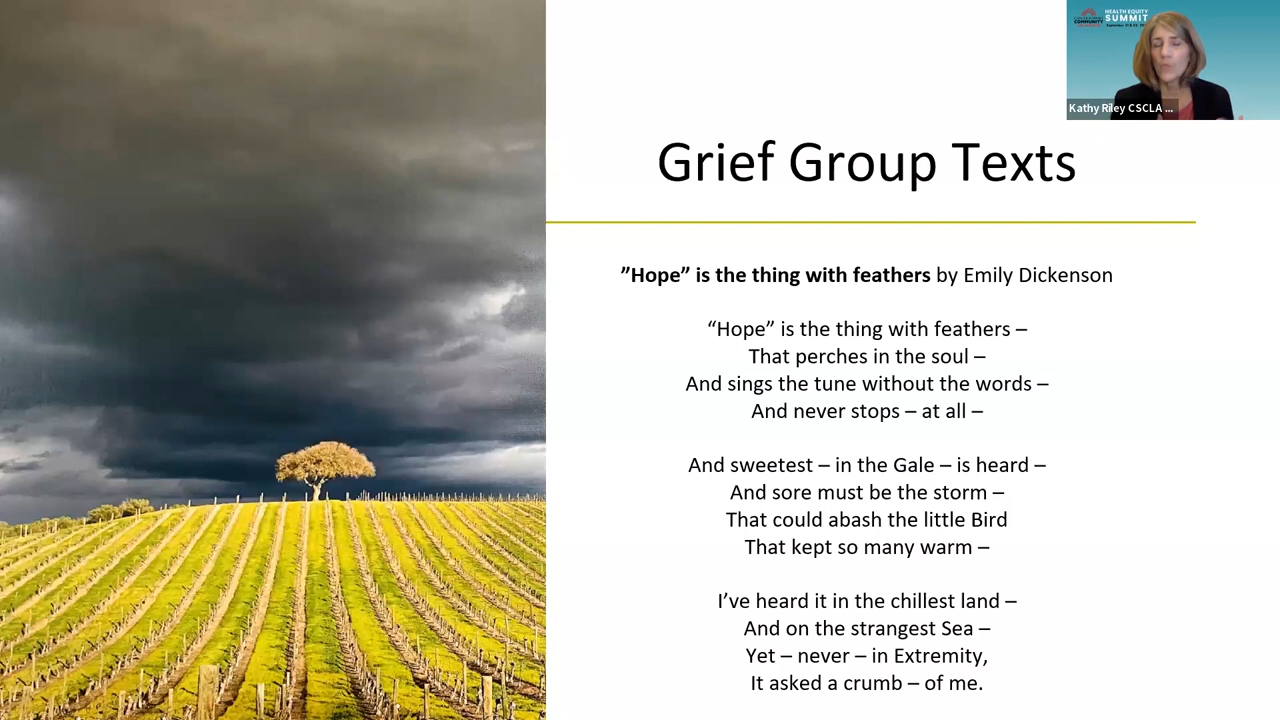 HEALTH EQUITY
COMMUNITY
SUMMIT
Kathy Riley CSCLA ...
Grief Group Texts
”Hope” is the thing with feathers by Emily Dickenson
“Hope” is the thing with feathers –
That perches in the soul –
And sings the tune without the words –
And never stops – at all –
And sweetest – in the Gale – is heard –
And sore must be the storm –
That could abash the little Bird
That kept so many warm –
I’ve heard it in the chillest land –
And on the strangest Sea –
Yet – never – in Extremity,
It asked a crumb – of me.